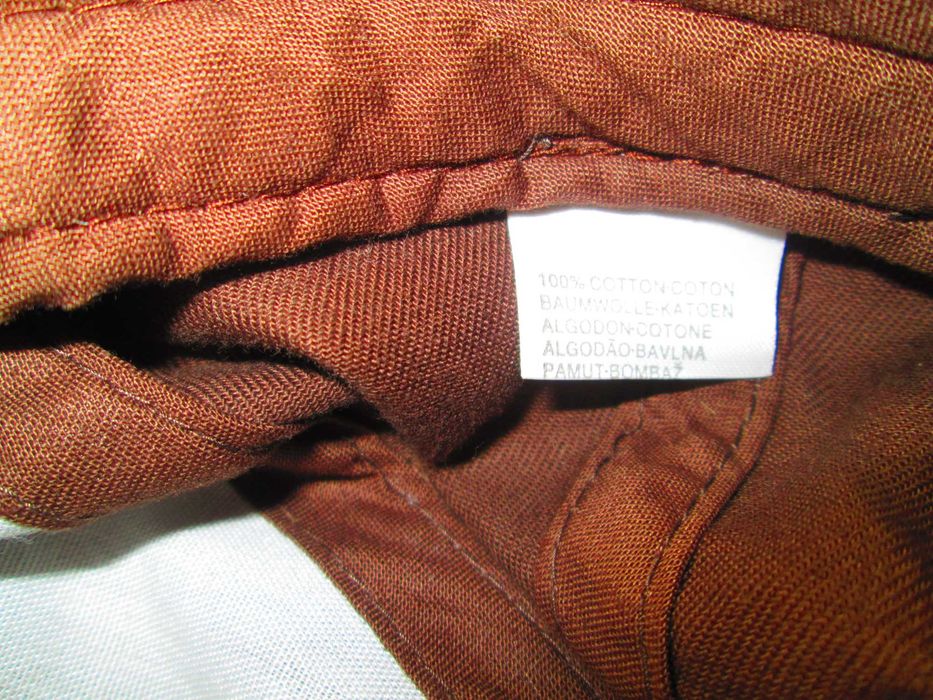 100% COTTON·COTON
BAUMWOLLE·KATOEN
ALGODON·COTONE
ALGODÃO·BAVLNA
PAMUT·BOMBAŽ